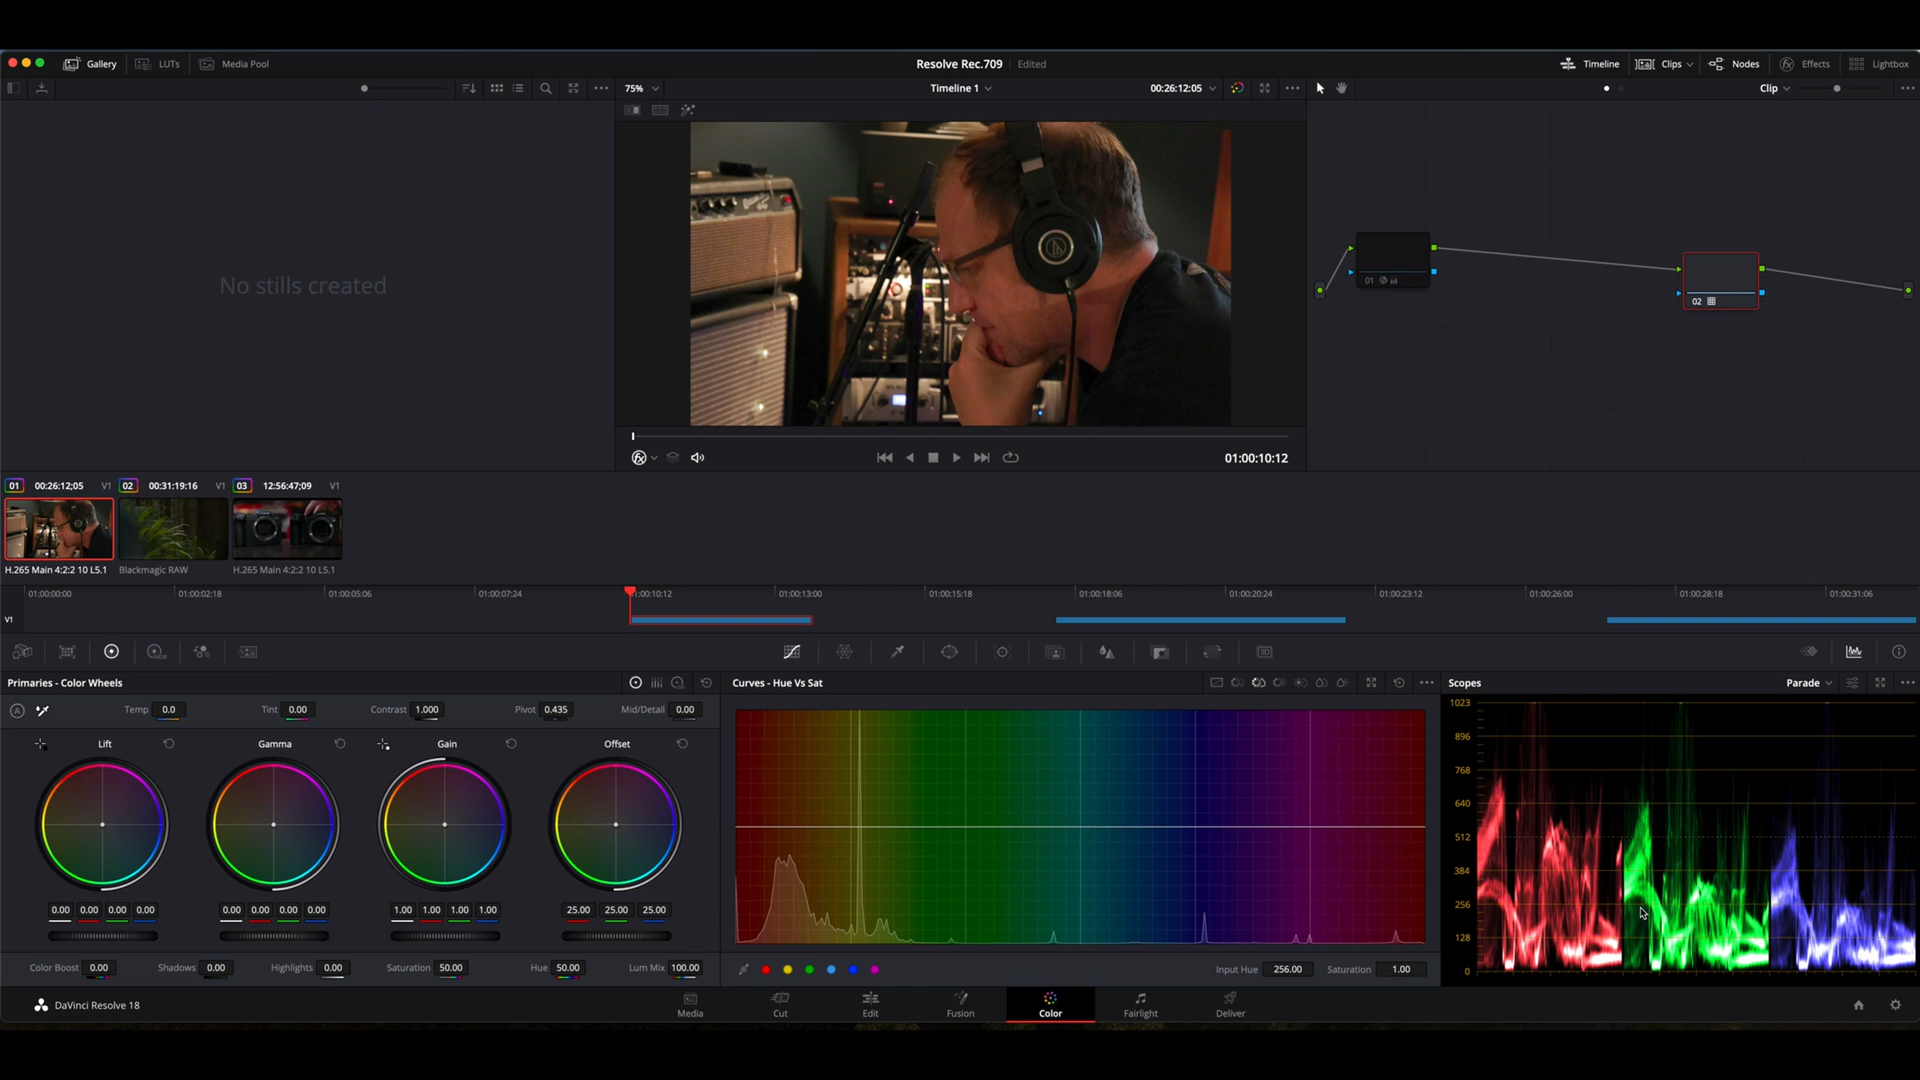 Gallery LUTs Media Pool Resolve Rec.709 Edited Timeline Clips Nodes Effects Lightbox
75% Timeline 1 00:26:12:05 Clip
No stills created
01 02
01:00:10:12
01 00:26:12;05 V1 02 00:31:19:16 V1 03 12:56:47;09 V1
H.265 Main 4:2:2 10 L5.1 Blackmagic RAW H.265 Main 4:2:2 10 L5.1
01:00:00:00 01:00:02:18 01:00:05:06 01:00:07:24 :00:10:12 01:00:13:00 01:00:15:18 01:00:18:06 01:00:20:24 01:00:23:12 01:00:26:00 01:00:28:18 01:00:31:06
V1
Primaries - Color Wheels Curves - Hue Vs Sat Scopes Parade
A Temp 0.0 Tint 0.00 Contrast 1.000 Pivot 0.435 Mid/Detail 0.00
Lift Gamma Gain Offset
0.00 0.00 0.00 0.00 0.00 0.00 0.00 0.00 1.00 1.00 1.00 1.00 25.00 25.00 25.00
Color Boost 0.00 Shadows 0.00 Highlights 0.00 Saturation 50.00 Hue 50.00 Lum Mix 100.00
Input Hue 256.00 Saturation 1.00
1023
896
768
640
512
384
256
128
0
DaVinci Resolve 18 Media Cut Edit Fusion Color Fairlight Deliver